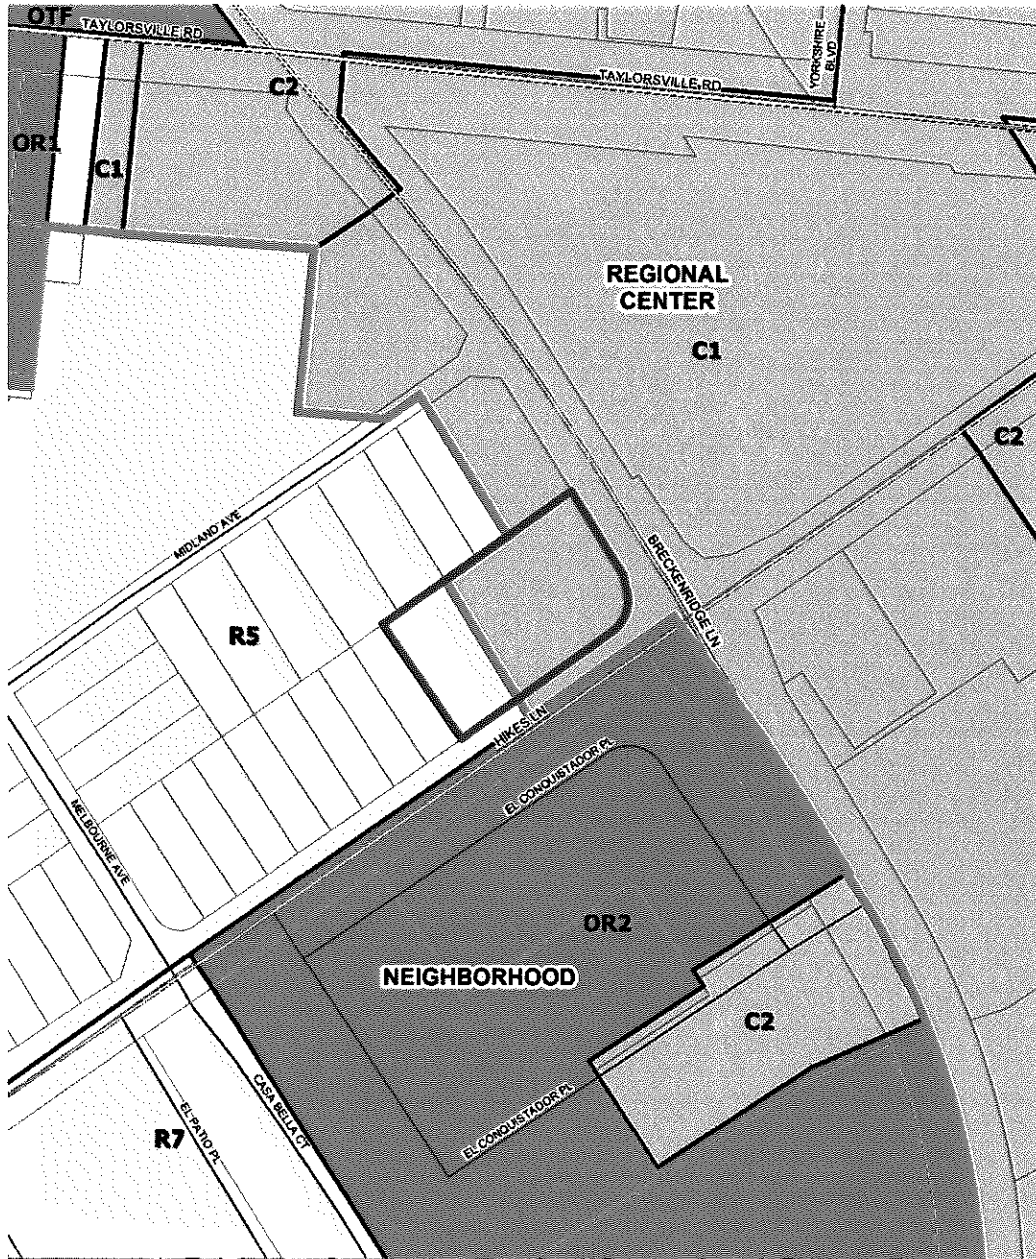 OTF
TAYLORSVILLE RD
C2
TAYLORSVILLE RD
YORKSHIRE
BLVD
OR1
C1
REGIONAL
CENTER
C1
C2
MIDLAND AVE
BRECKENRIDGE LN
R5
HIKES LN
EL CONQUISTADOR PL
MELBOURNE AVE
OR2
NEIGHBORHOOD
C2
CASA BELLA CT
EL CONQUISTADOR PL
EL PATIO PL
R7